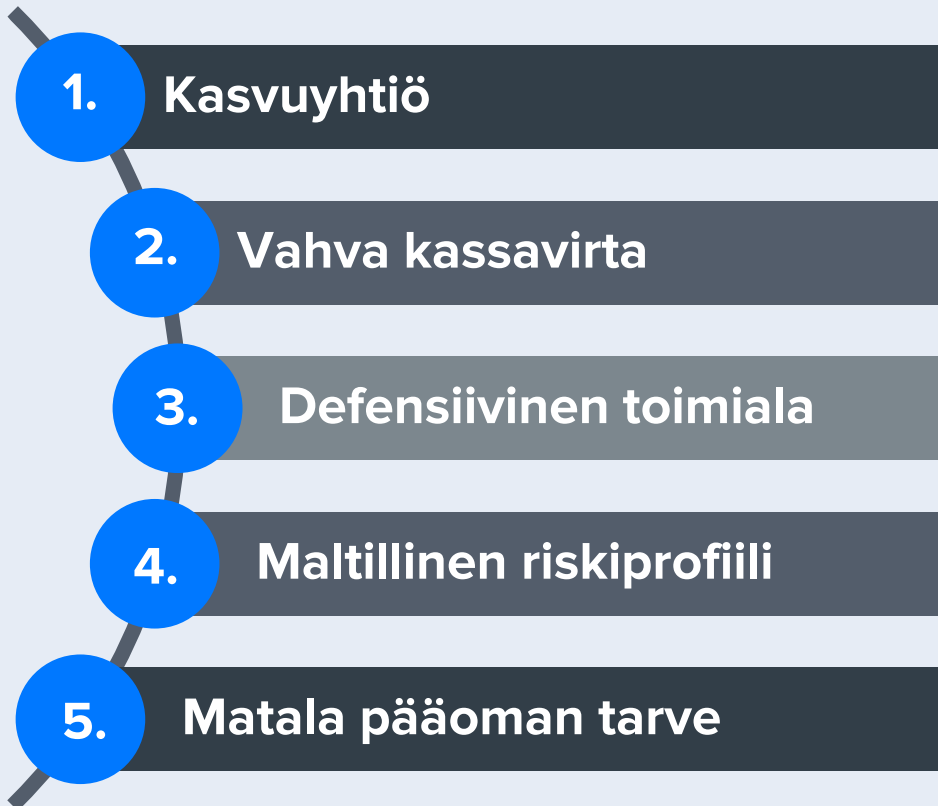 1. Kasvuyhtiö
2. Vahva kassavirta
3. Defensiivinen toimiala
4. Maltillinen riskiprofiili
5. Matala pääoman tarve